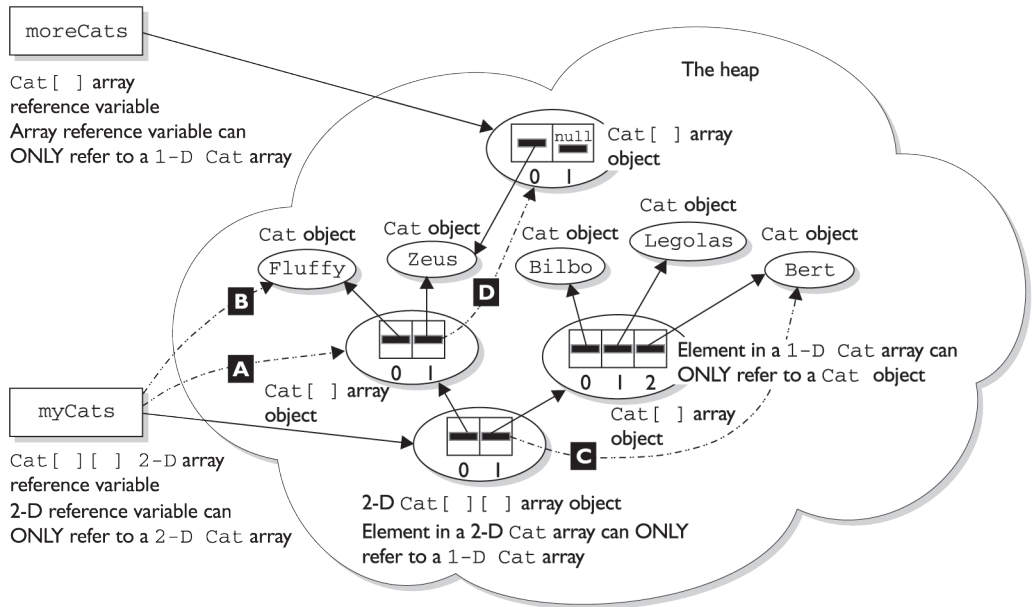 moreCats
Cat[ ] array
reference variable
Array reference variable can
ONLY refer to a 1-D Cat array
The heap
null
Cat[ ] array
object
0 1
Cat object
Fluffy
Cat object
Zeus
Cat object
Bilbo
Cat object
Legolas
Cat object
Bert
B
D
A
0 1
Cat[ ] array
object
0 1 2
Element in a 1-D Cat array can
ONLY refer to a Cat object
Cat[ ] array
object
myCats
Cat[ ][ ] 2-D array
reference variable
2-D reference variable can
ONLY refer to a 2-D Cat array
0 1
C
2-D Cat[ ][ ] array object
Element in a 2-D Cat array can ONLY
refer to a 1-D Cat array